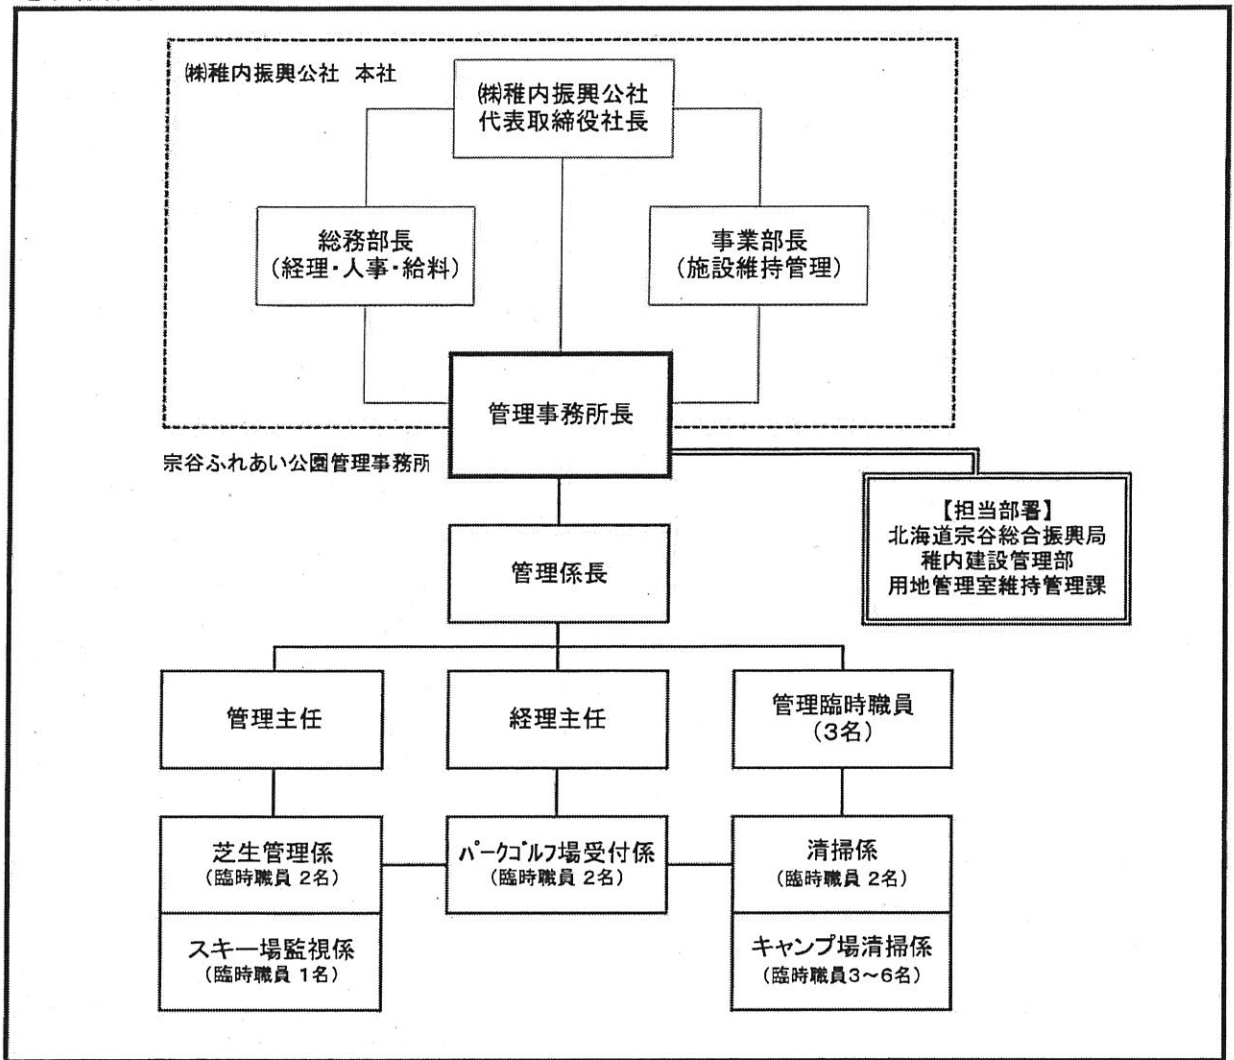 ㈱稚内振興公社 本社
㈱稚内振興公社
代表取締役社長
総務部長
(経理・人事・給料)
事業部長
(施設維持管理)
管理事務所長
宗谷ふれあい公園管理事務所
【担当部署】
北海道宗谷総合振興局
稚内建設管理部
用地管理室維持管理課
管理係長
管理主任
経理主任
管理臨時職員
(3名)
芝生管理係
(臨時職員 2名)
パークゴルフ場受付係
(臨時職員 2名)
清掃係
(臨時職員 2名)
スキー場監視係
(臨時職員 1名)
キャンプ場清掃係
(臨時職員3～6名)